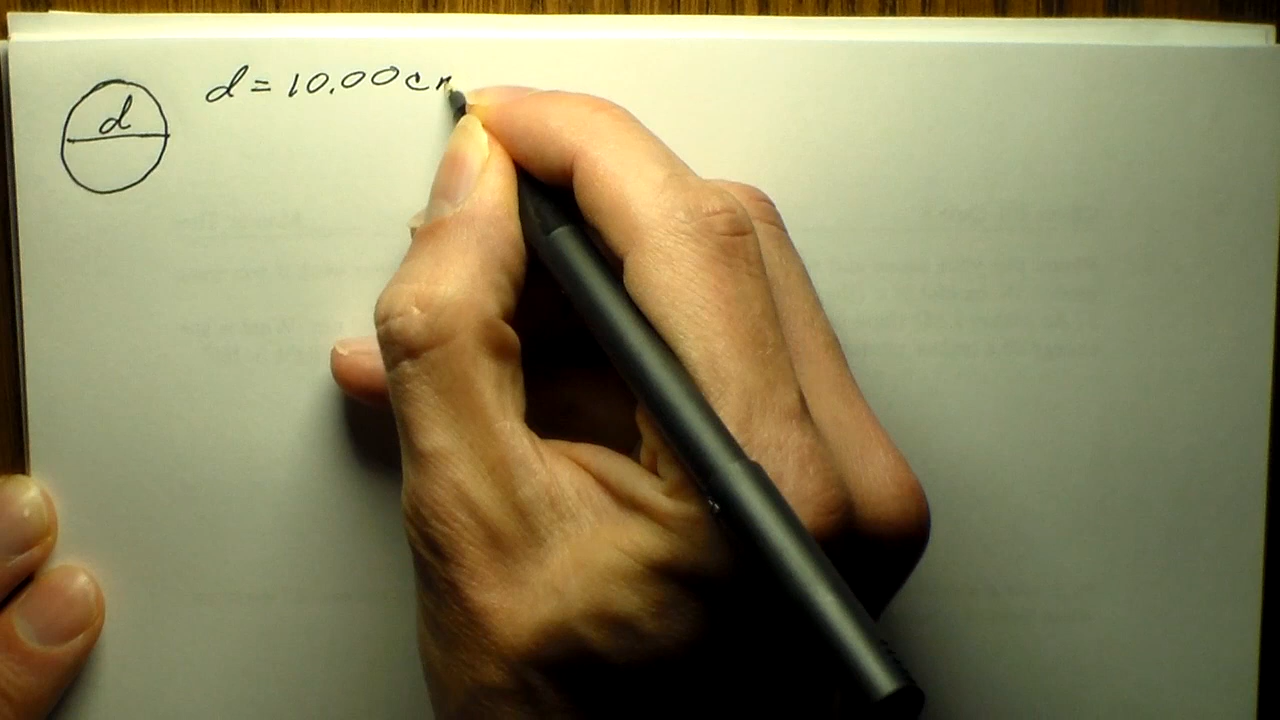 d = 10.00 c
d